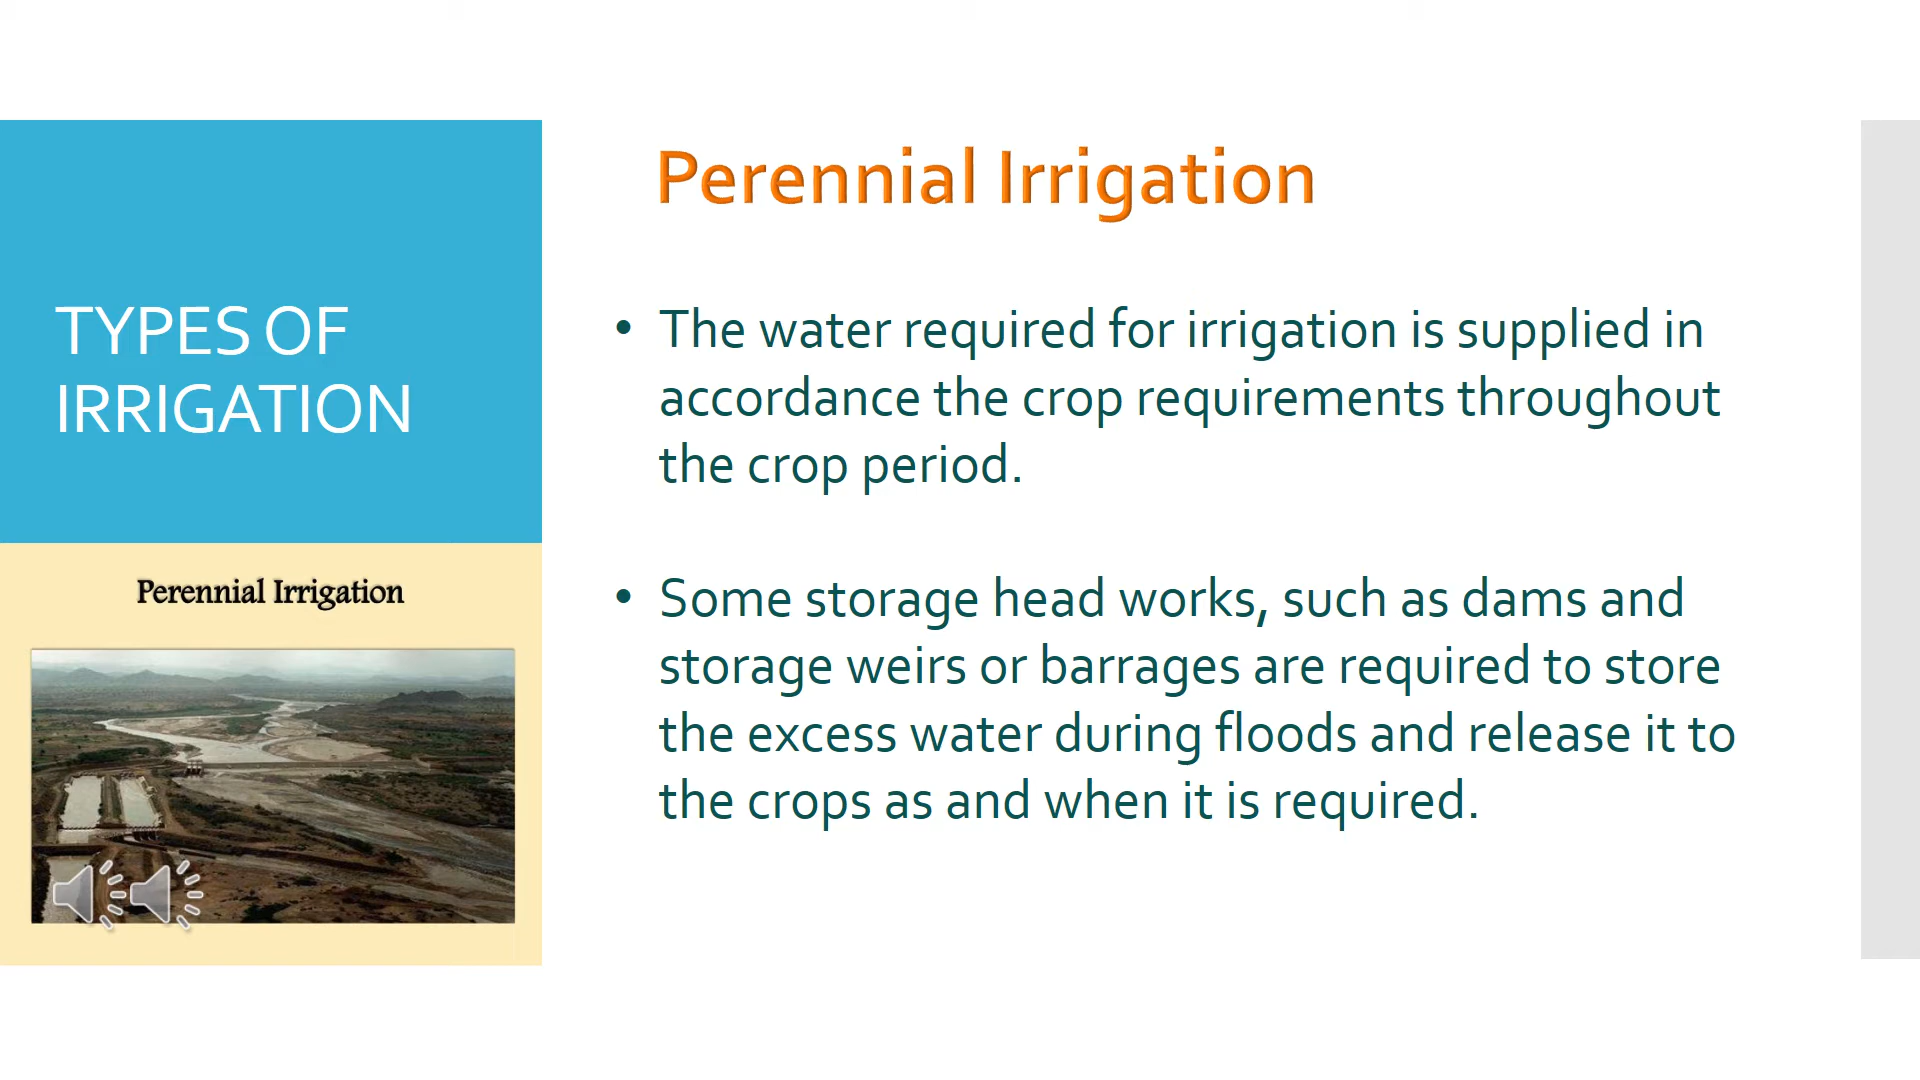 TYPES OF
IRRIGATION
Perennial Irrigation
Perennial Irrigation
• The water required for irrigation is supplied in
accordance the crop requirements throughout
the crop period.
• Some storage head works, such as dams and
storage weirs or barrages are required to store
the excess water during floods and release it to
the crops as and when it is required.